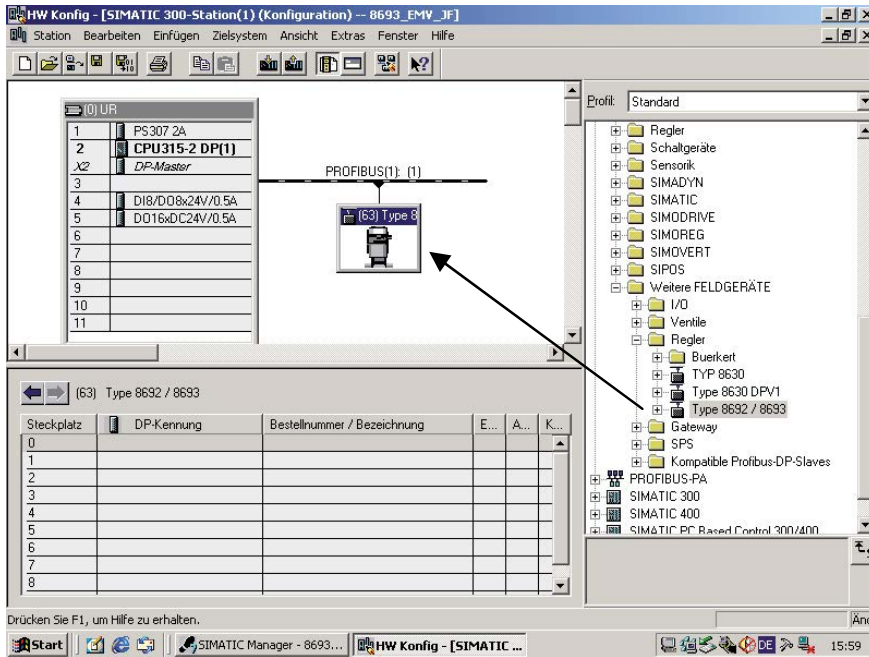 HW Konfig - [SIMATIC 300-Station(1) (Konfiguration) -- 8693_EMV_JF]
Station Bearbeiten Einfügen Zielsystem Ansicht Extras Fenster Hilfe
(0) UR
1 PS307 2A
2 CPU315-2 DP(1)
X2 DP-Master
3
4 DI8/DO8x24V/0.5A
5 DO16xDC24V/0.5A
6
7
8
9
10
11
PROFIBUS(1): (1)
(63) Type 8
Profil: Standard
Regler
Schaltgeräte
Sensorik
SIMADYN
SIMATIC
SIMODRIVE
SIMOREG
SIMOVERT
SIPOS
Weitere FELDGERÄTE
I/O
Ventile
Regler
Buerkert
TYP 8630
Type 8630 DPV1
Type 8692 / 8693
Gateway
SPS
Kompatible Profibus-DP-Slaves
PROFIBUS-PA
SIMATIC 300
SIMATIC 400
SIMATIC PC Based Control 300/400
(63) Type 8692 / 8693
Steckplatz DP-Kennung Bestellnummer / Bezeichnung E... A... K...
0
1
2
3
4
5
6
7
8
Drücken Sie F1, um Hilfe zu erhalten.
Änd
Start SIMATIC Manager - 8693... HW Konfig - [SIMATIC ... DE 15:59